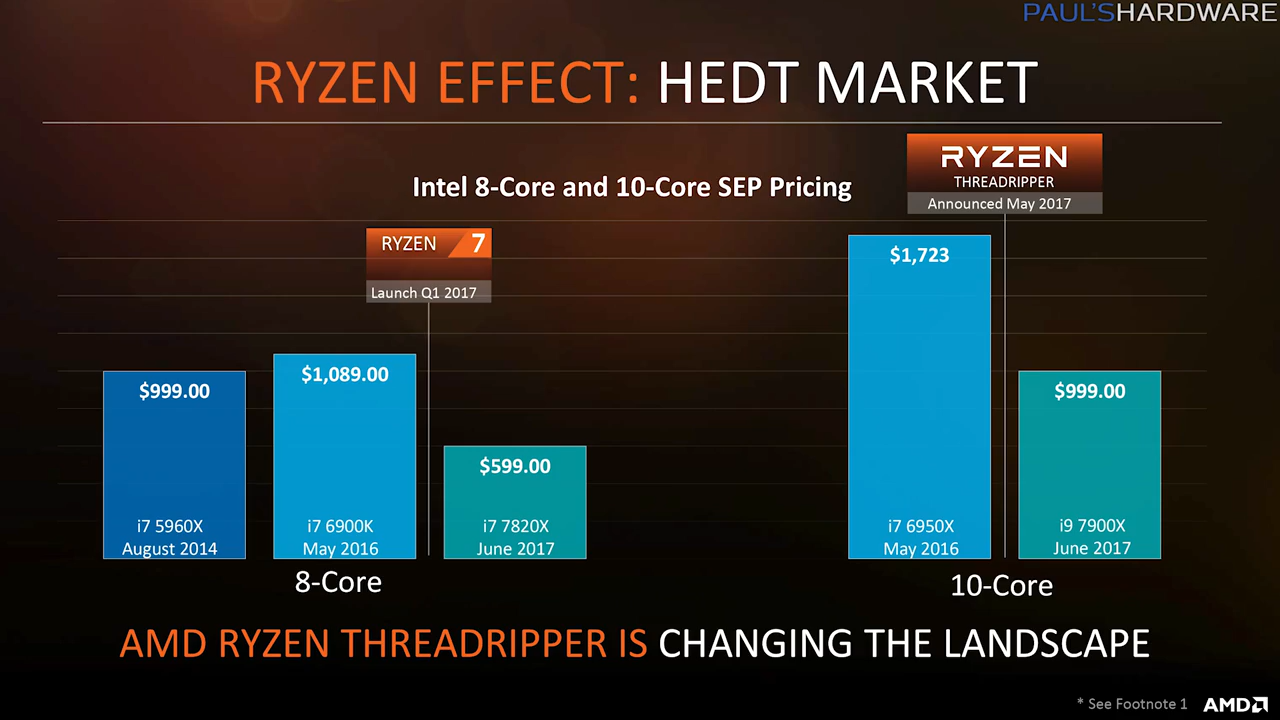 PAUL'SHARDWARE
RYZEN EFFECT: HEDT MARKET
Intel 8-Core and 10-Core SEP Pricing
RYZEN
THREADRIPPER
Announced May 2017
RYZEN 7
Launch Q1 2017
$999.00
i7 5960X
August 2014
$1,089.00
i7 6900K
May 2016
$599.00
i7 7820X
June 2017
8-Core
$1,723
i7 6950X
May 2016
$999.00
i9 7900X
June 2017
10-Core
AMD RYZEN THREADRIPPER IS CHANGING THE LANDSCAPE
* See Footnote 1
AMD